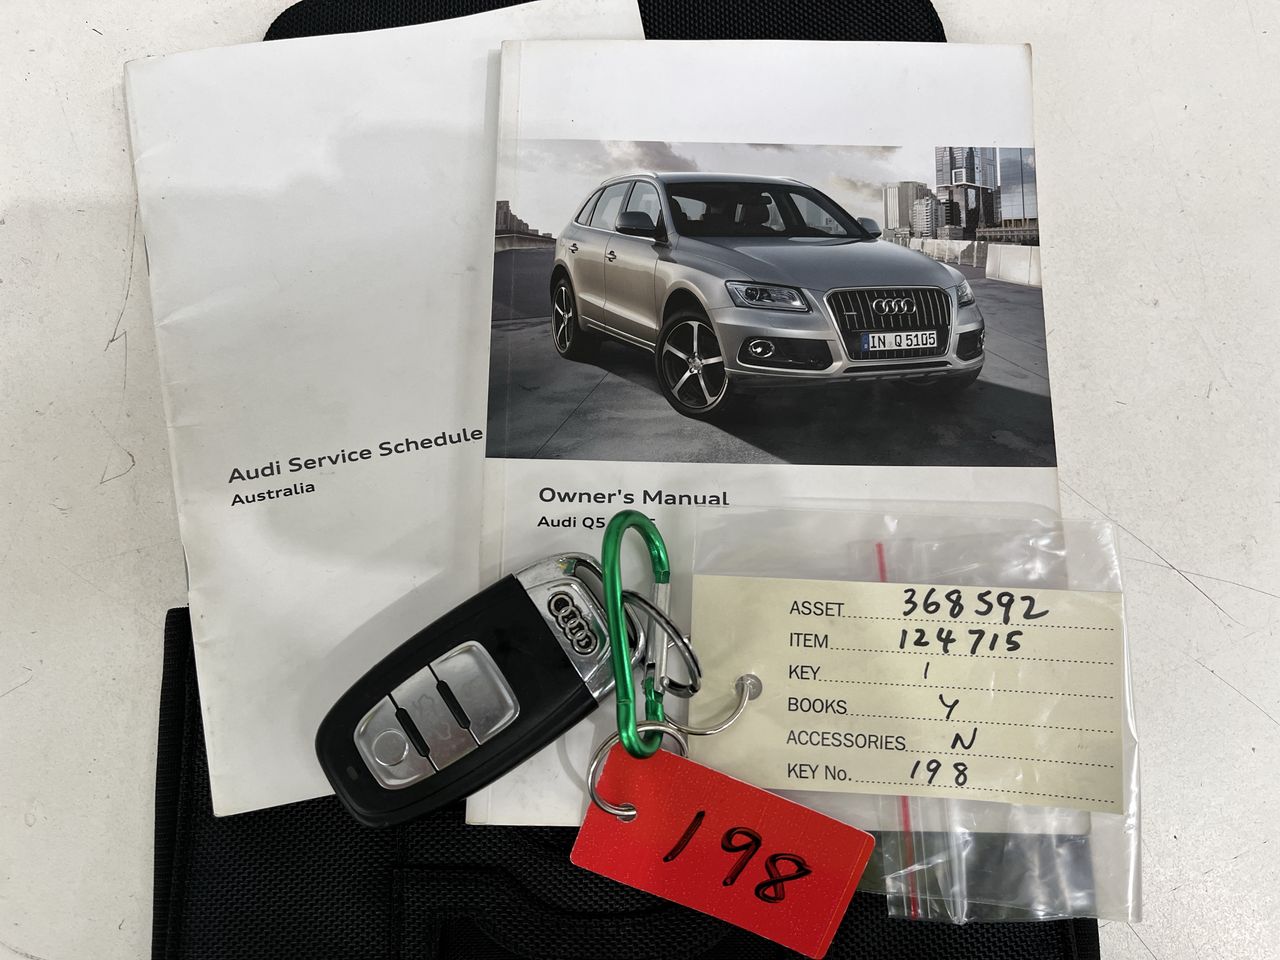 Audi Service Schedule
Australia
IN Q 5105
Owner's Manual
Audi Q5
ASSET 368592
ITEM 124715
KEY 1
BOOKS Y
ACCESSORIES N
KEY No. 198
198